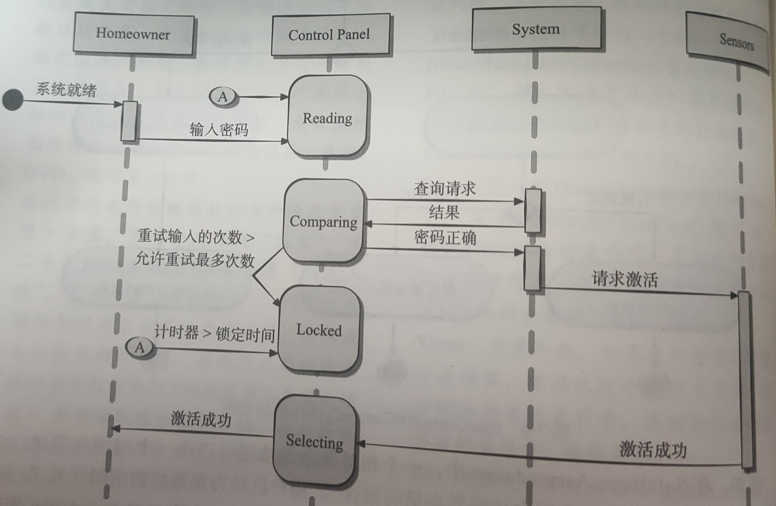 Homeowner
Control Panel
System
Sensors
系统就绪
A
Reading
输入密码
查询请求
Comparing
结果
密码正确
重试输入的次数 >
允许重试最多次数
请求激活
计时器 > 锁定时间
Locked
A
激活成功
Selecting
激活成功